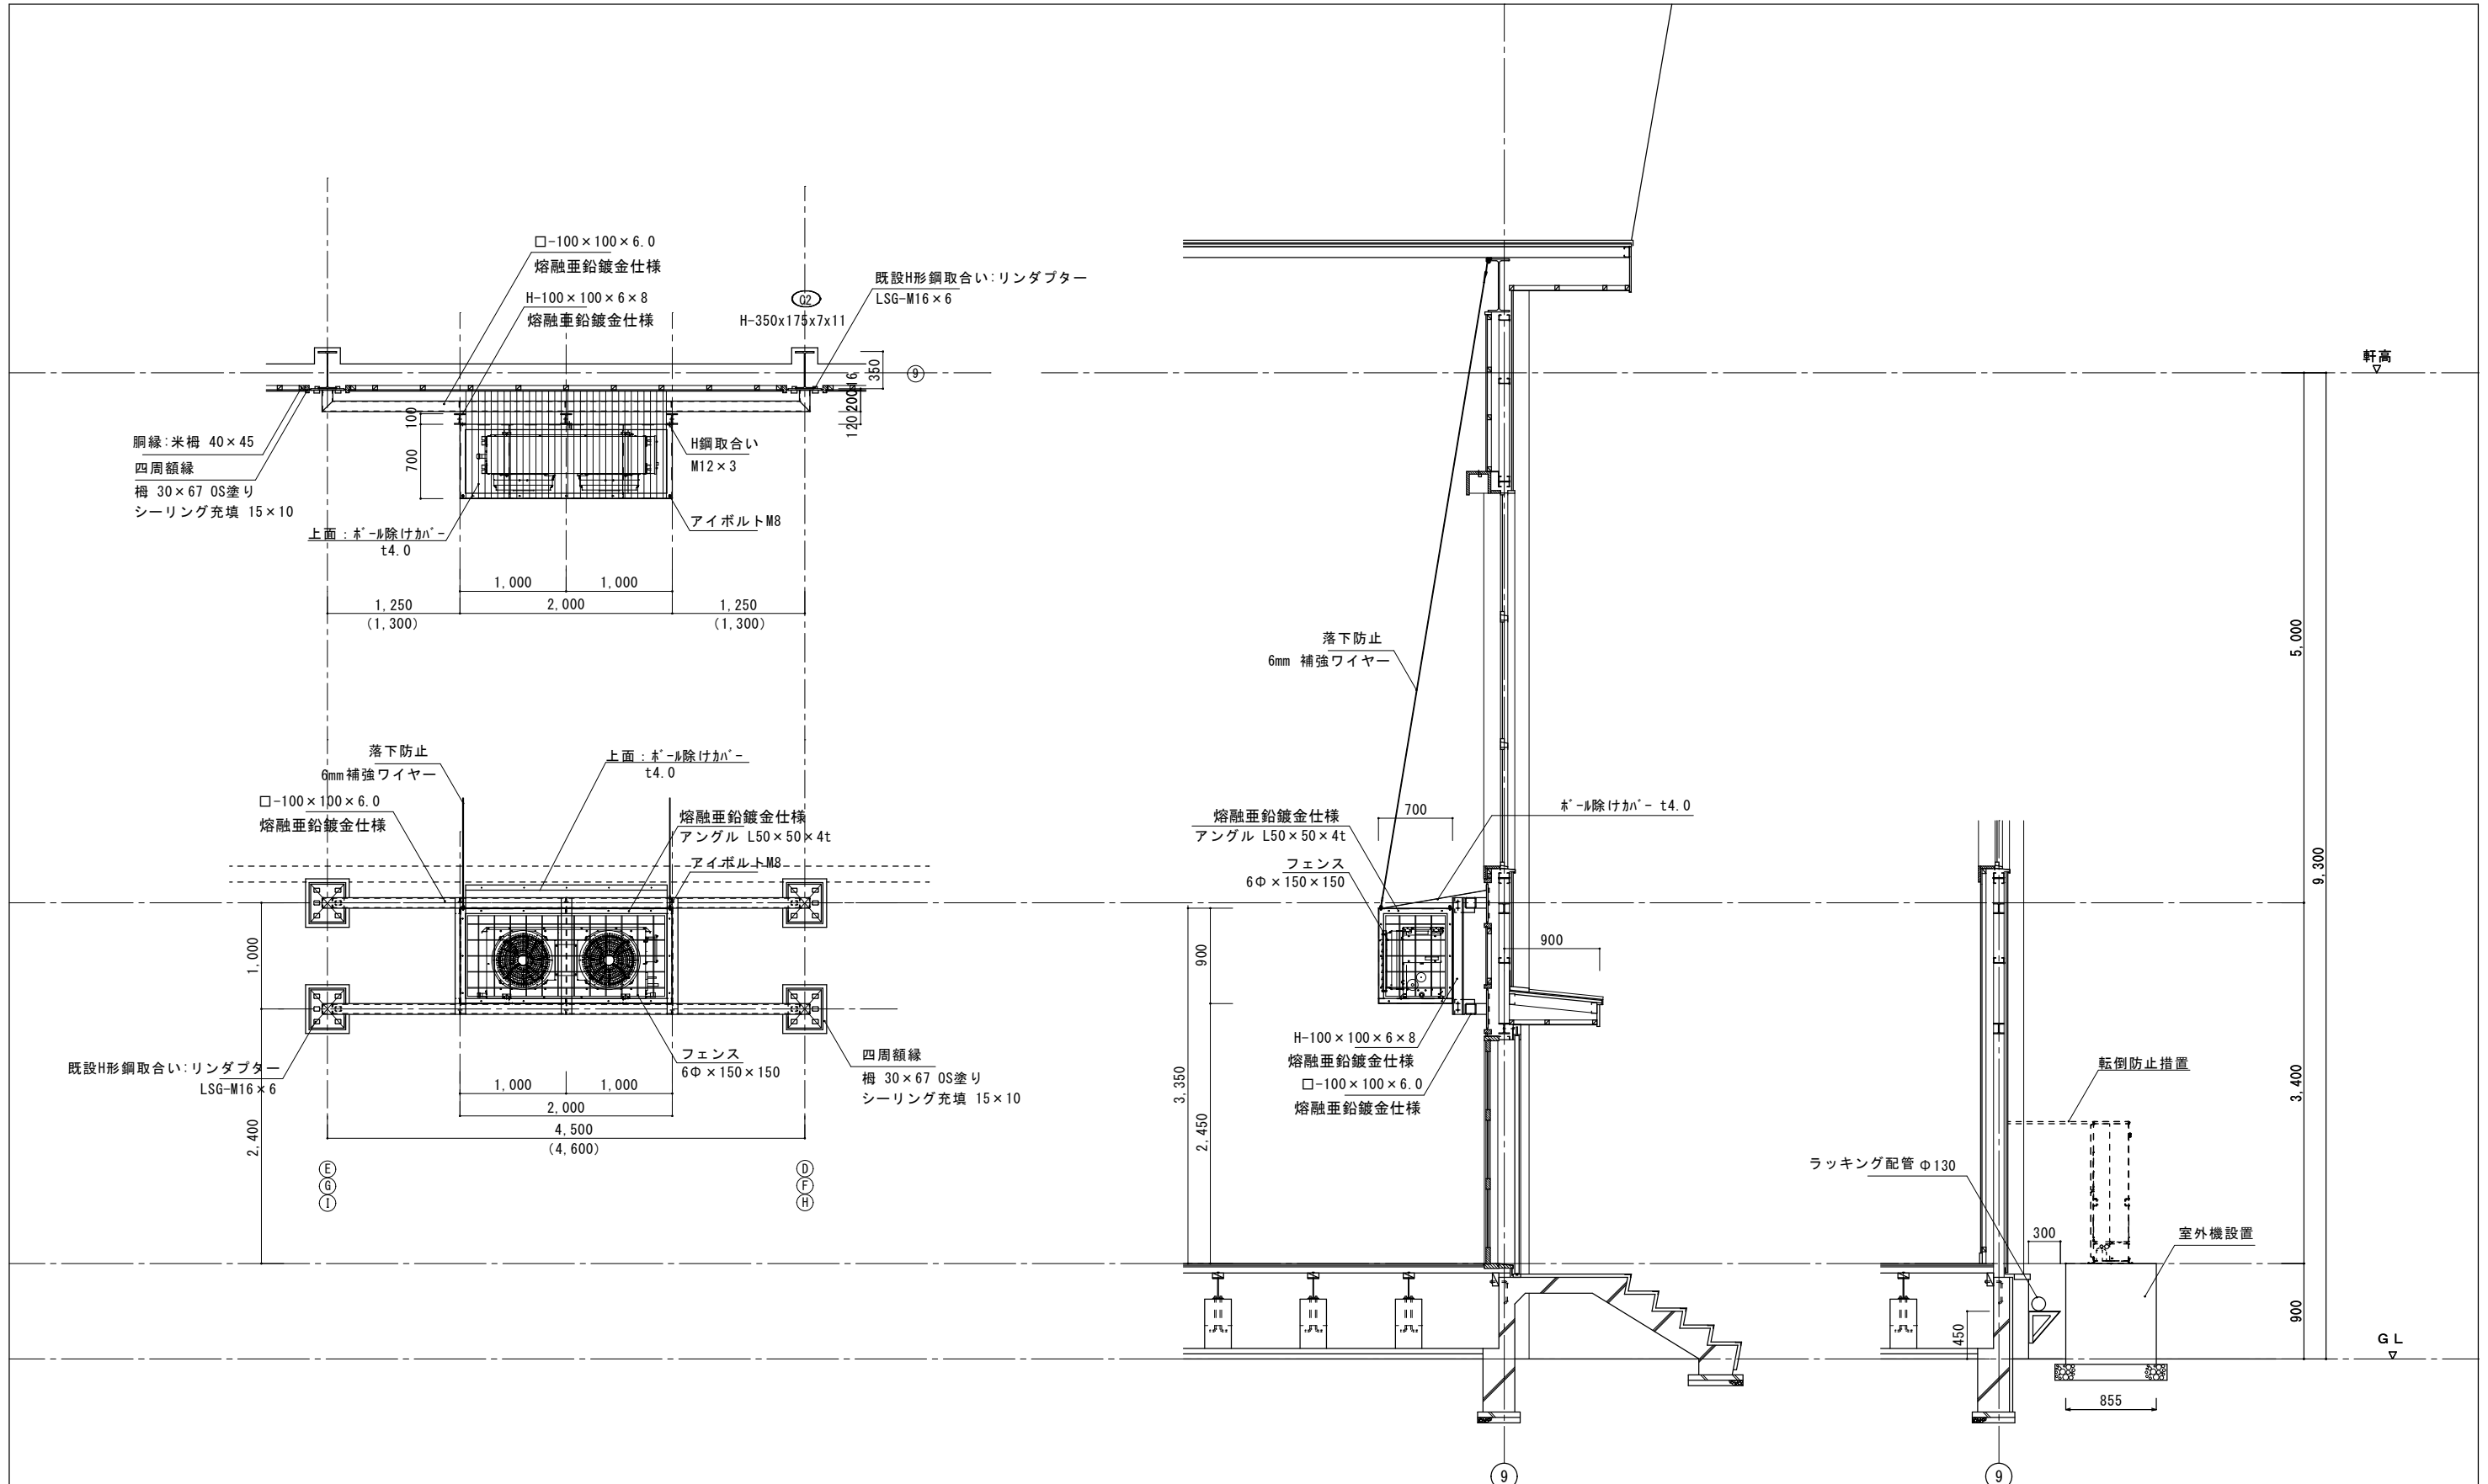 □-100×100×6.0
熔融亜鉛鍍金仕様
H-100×100×6×8
熔融亜鉛鍍金仕様
既設H形鋼取合い:リンダプター
LSG-M16×6
C2
H-350x175x7x11
350
9
16
200
120
100
700
胴縁:米栂 40×45
四周額縁
栂 30×67 OS塗り
シーリング充填 15×10
H鋼取合い
M12×3
アイボルトM8
上面:ボール除けカバー
t4.0
1,000
1,000
1,250
2,000
1,250
(1,300)
(1,300)
落下防止
6mm補強ワイヤー
上面:ボール除けカバー
t4.0
□-100×100×6.0
熔融亜鉛鍍金仕様
熔融亜鉛鍍金仕様
アングル L50×50×4t
アイボルトM8
1,000
2,400
既設H形鋼取合い:リンダプター
LSG-M16×6
フェンス
6Φ×150×150
四周額縁
栂 30×67 OS塗り
シーリング充填 15×10
1,000
1,000
2,000
4,500
(4,600)
E
G
I
D
F
H
落下防止
6mm 補強ワイヤー
700
ボール除けカバー t4.0
熔融亜鉛鍍金仕様
アングル L50×50×4t
フェンス
6Φ×150×150
900
900
H-100×100×6×8
熔融亜鉛鍍金仕様
□-100×100×6.0
熔融亜鉛鍍金仕様
3,350
2,450
9
転倒防止措置
ラッキング配管 Φ130
300
室外機設置
450
855
9
軒高
5,000
9,300
3,400
900
GL